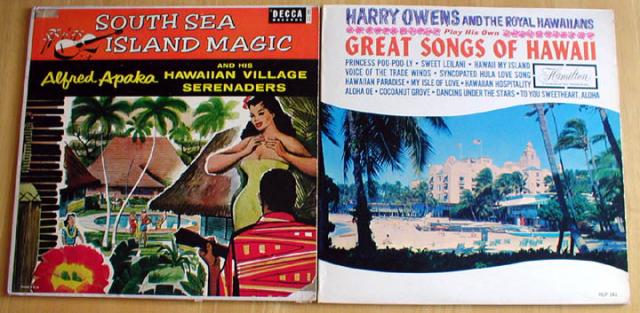 SOUTH SEA
ISLAND MAGIC
DECCA
RECORDS
Alfred Apaka
AND HIS
HAWAIIAN VILLAGE
SERENADERS
HARRY OWENS AND THE ROYAL HAWAIIANS
Play His Own
GREAT SONGS OF HAWAII
PRINCESS POO-POO-LY • SWEET LEILANI • HAWAII MY ISLAND
VOICE OF THE TRADE WINDS • SYNCOPATED HULA LOVE SONG
HAWAIIAN PARADISE • MY ISLE OF LOVE • HAWAIIAN HOSPITALITY
ALOHA OE • COCOANUT GROVE • DANCING UNDER THE STARS • TO YOU SWEETHEART, ALOHA
Hamilton